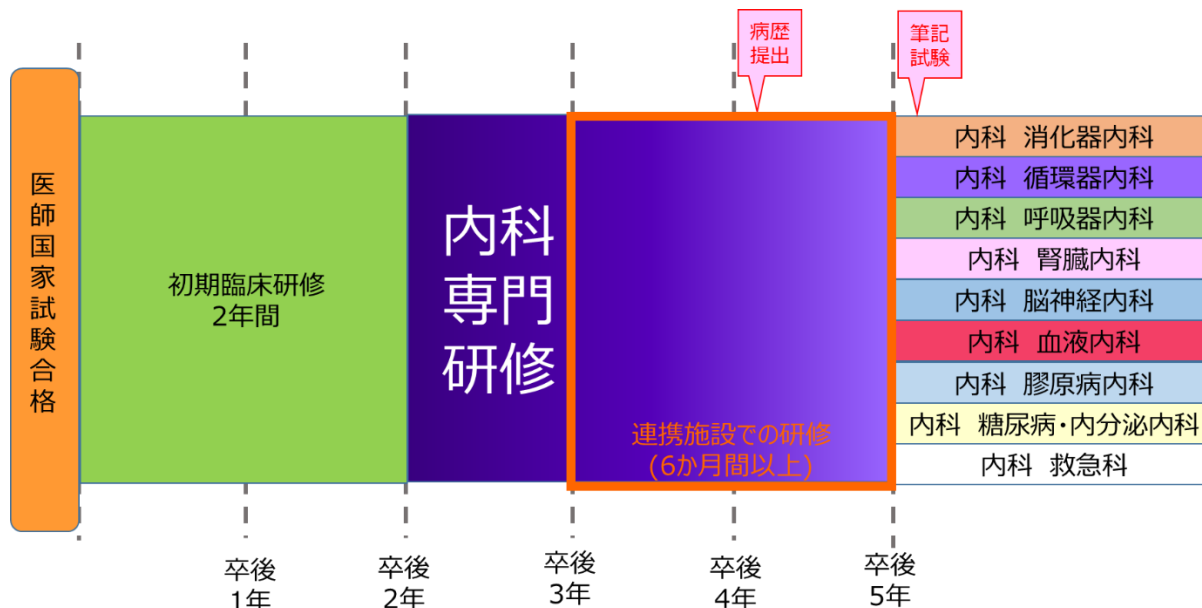 病歴
提出
筆記
試験
医師国家試験合格
初期臨床研修
2年間
内科
専門
研修
連携施設での研修
(6か月間以上)
内科 消化器内科
内科 循環器内科
内科 呼吸器内科
内科 腎臓内科
内科 脳神経内科
内科 血液内科
内科 膠原病内科
内科 糖尿病・内分泌内科
内科 救急科
卒後
1年
卒後
2年
卒後
3年
卒後
4年
卒後
5年